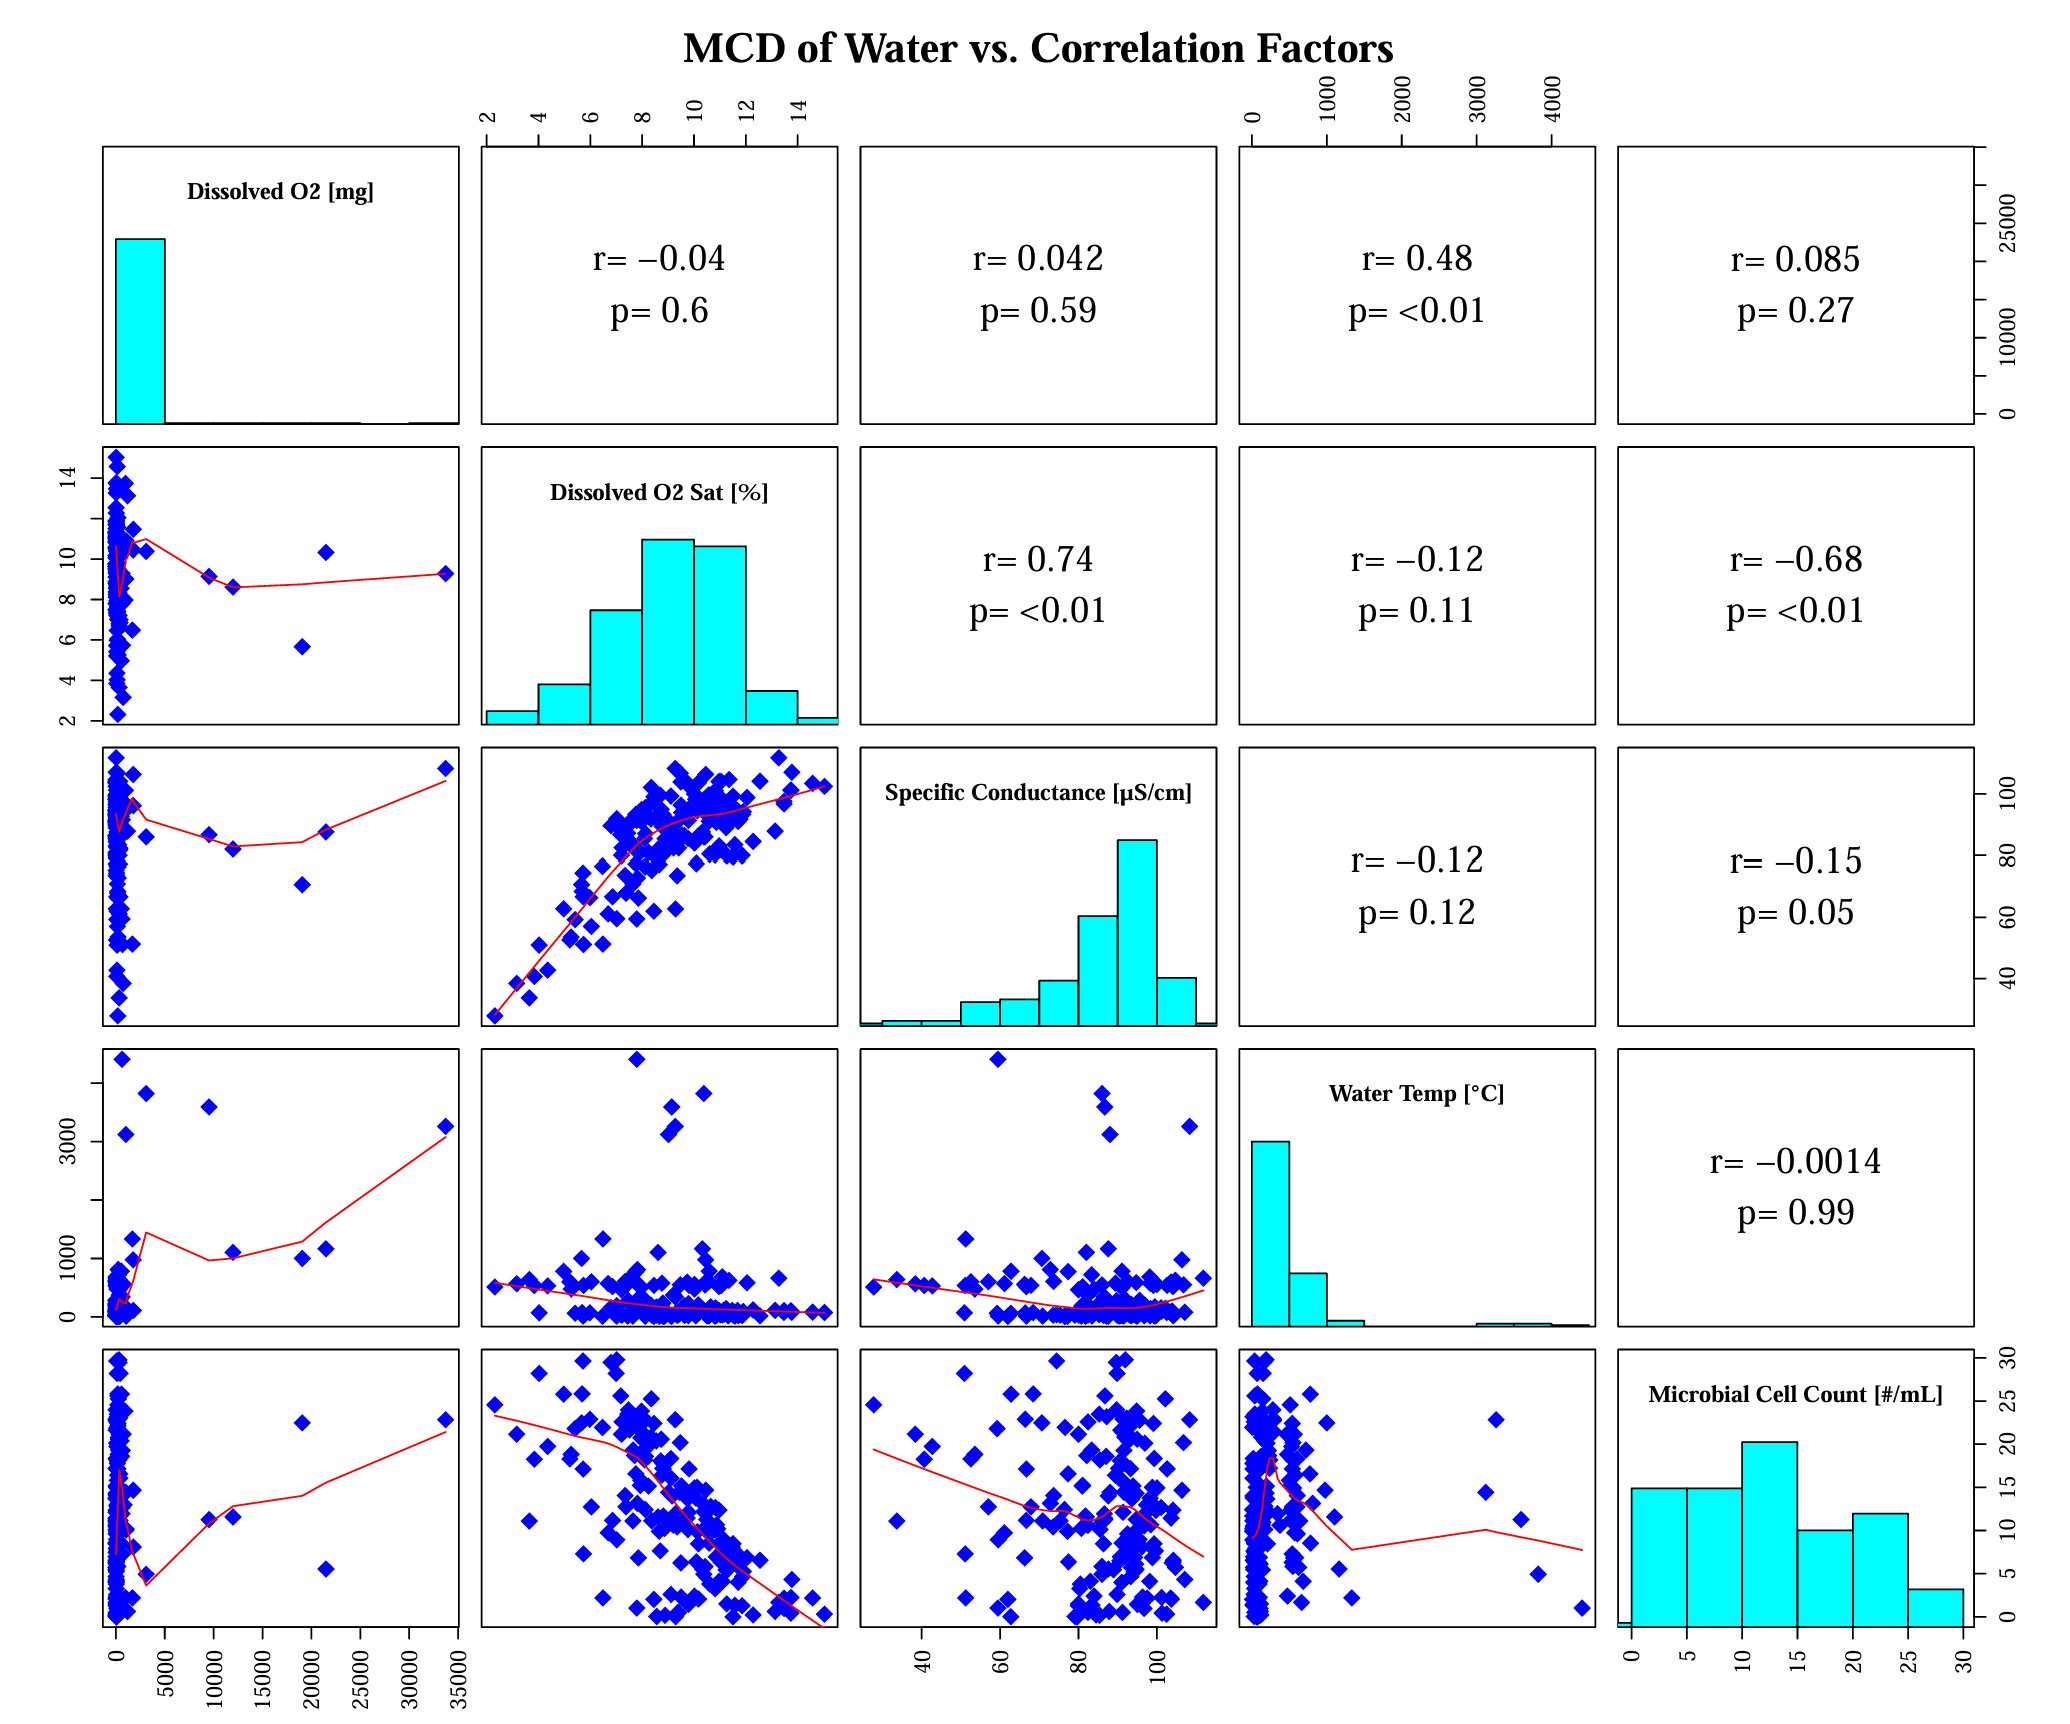 MCD of Water vs. Correlation Factors
2 4 6 8 10 12 14
0 1000 2000 3000 4000
Dissolved O2 [mg]
r= −0.04
p= 0.6
r= 0.042
p= 0.59
r= 0.48
p= <0.01
r= 0.085
p= 0.27
0 10000 25000
2 4 6 8 10 14
Dissolved O2 Sat [%]
r= 0.74
p= <0.01
r= −0.12
p= 0.11
r= −0.68
p= <0.01
Specific Conductance [µS/cm]
r= −0.12
p= 0.12
r= −0.15
p= 0.05
40 60 80 100
0 1000 3000
Water Temp [°C]
r= −0.0014
p= 0.99
Microbial Cell Count [#/mL]
0 5 10 15 20 25 30
0 5000 10000 15000 20000 25000 30000 35000
40 60 80 100
0 5 10 15 20 25 30